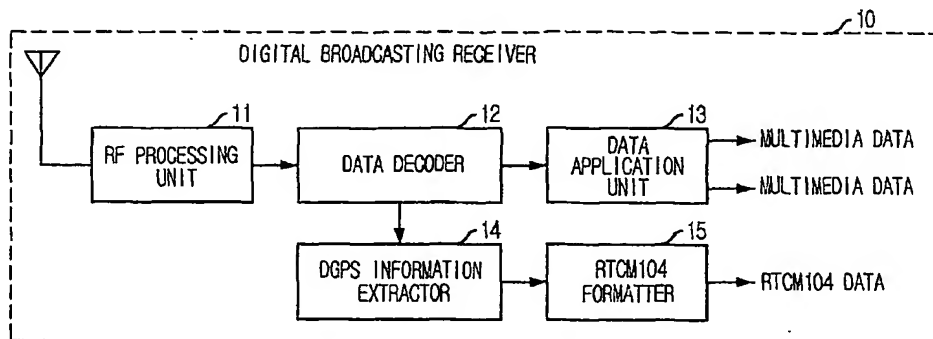 10
DIGITAL BROADCASTING RECEIVER
11
12
13
RF PROCESSING
UNIT
DATA DECODER
DATA
APPLICATION
UNIT
MULTIMEDIA DATA
MULTIMEDIA DATA
14
15
DGPS INFORMATION
EXTRACTOR
RTCM104
FORMATTER
RTCM104 DATA